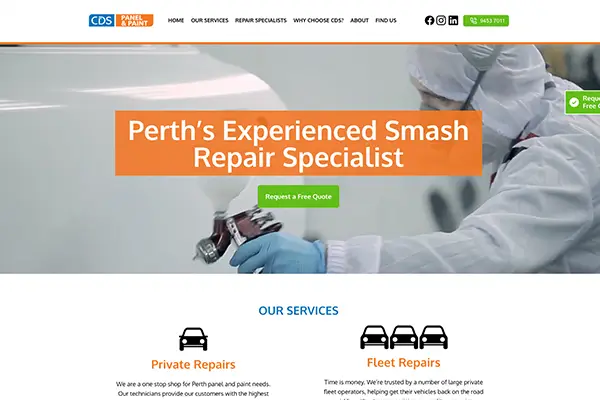 CDS PANEL & PAINT
HOME OUR SERVICES REPAIR SPECIALISTS WHY CHOOSE CDS? ABOUT FIND US
9453 7011
Perth's Experienced Smash
Repair Specialist
Request a Free Quote
Free
OUR SERVICES
Private Repairs
We are a one stop shop for Perth panel and paint needs.
Our technicians provide our customers with the highest
Fleet Repairs
Time is money. We're trusted by a number of large private
fleet operators, helping get their vehicles back on the road